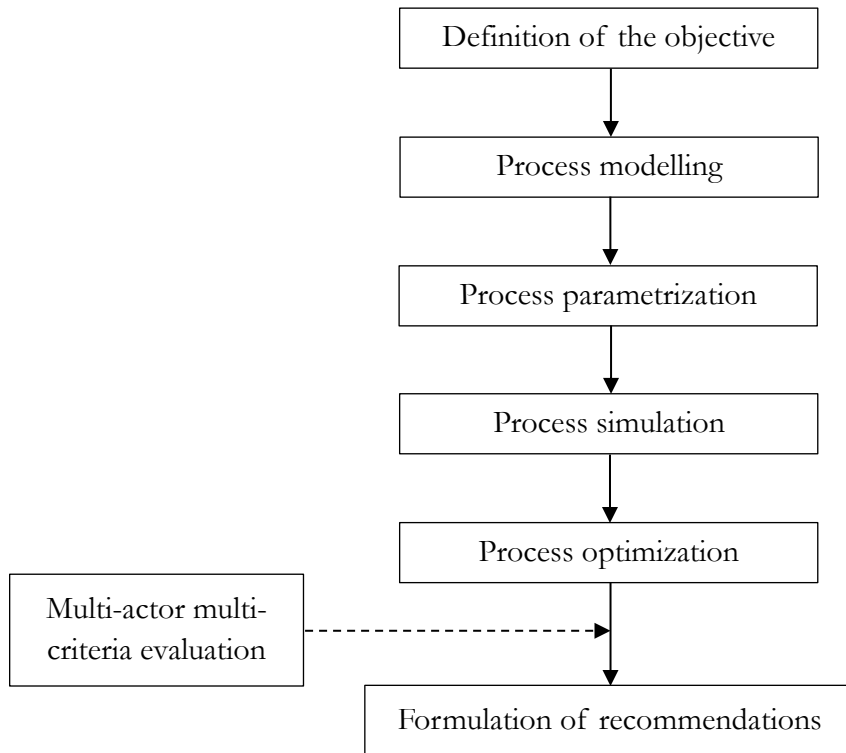 Definition of the objective
Process modelling
Process parametrization
Process simulation
Process optimization
Multi-actor multi-
criteria evaluation
Formulation of recommendations